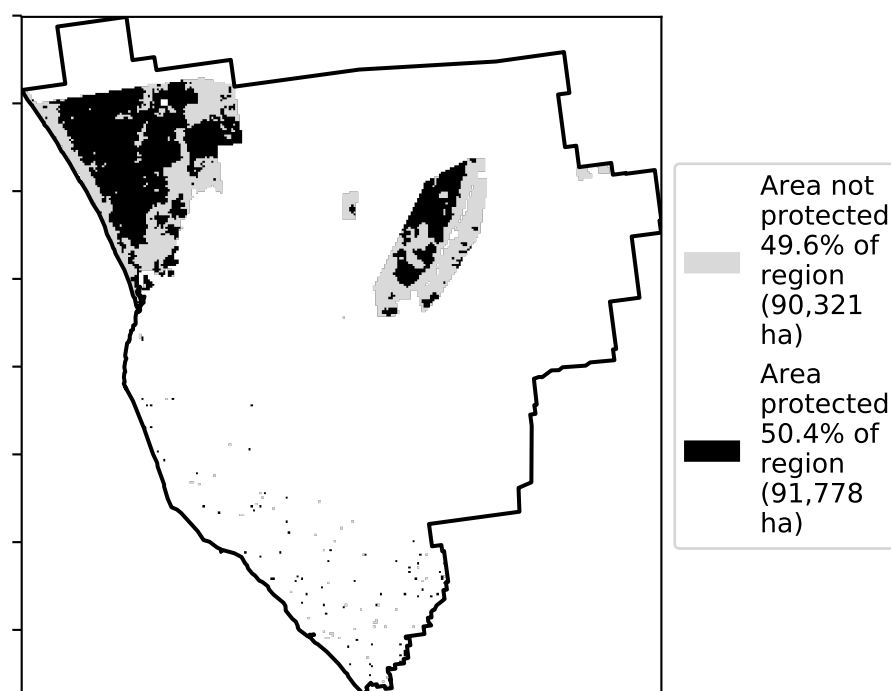 Area not
protected
49.6% of
region
(90,321
ha)
Area
protected
50.4% of
region
(91,778
ha)